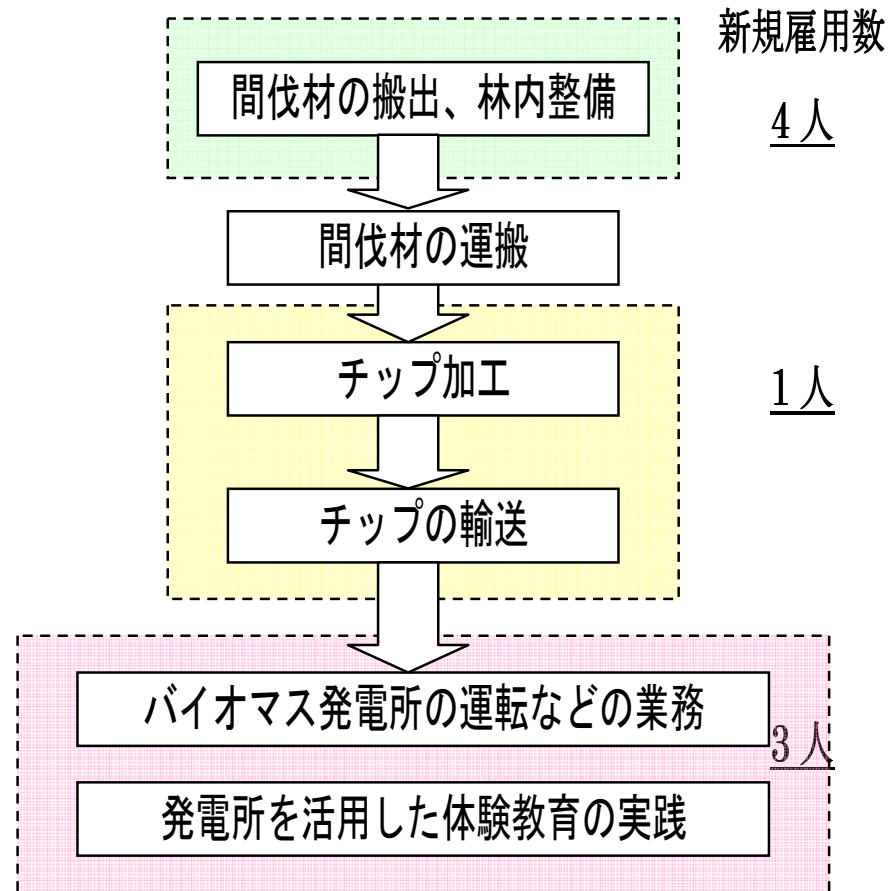 新規雇用数
間伐材の搬出、林内整備
4人
間伐材の運搬
チップ加工
1人
チップの輸送
バイオマス発電所の運転などの業務
3人
発電所を活用した体験教育の実践